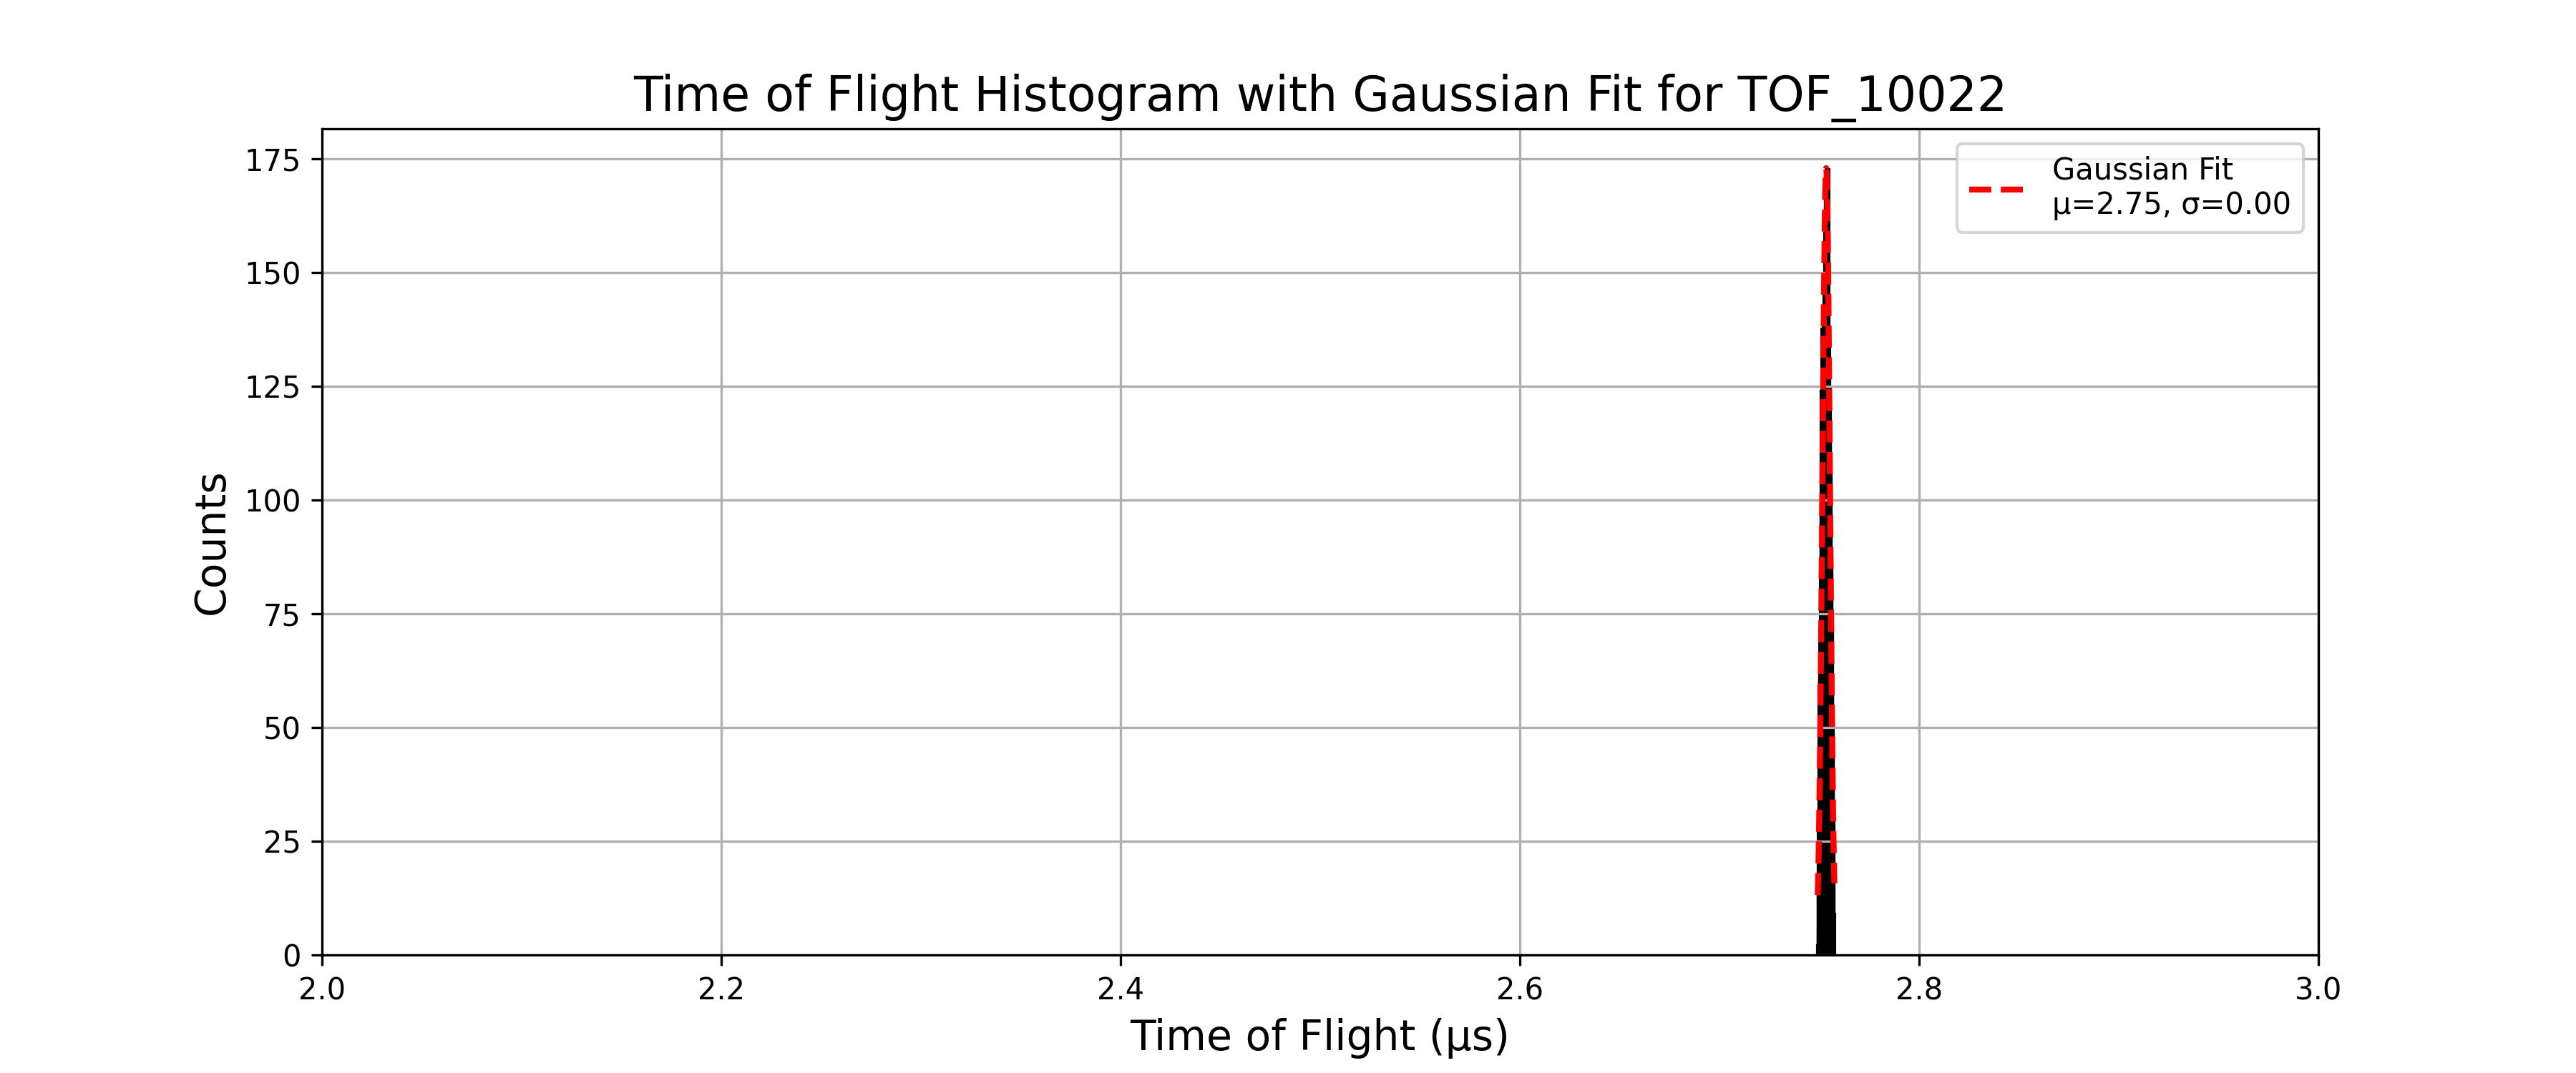 Time of Flight Histogram with Gaussian Fit for TOF_10022
175
150
125
100
75
50
25
0
Counts
Gaussian Fit
μ=2.75, σ=0.00
2.0 2.2 2.4 2.6 2.8 3.0
Time of Flight (μs)